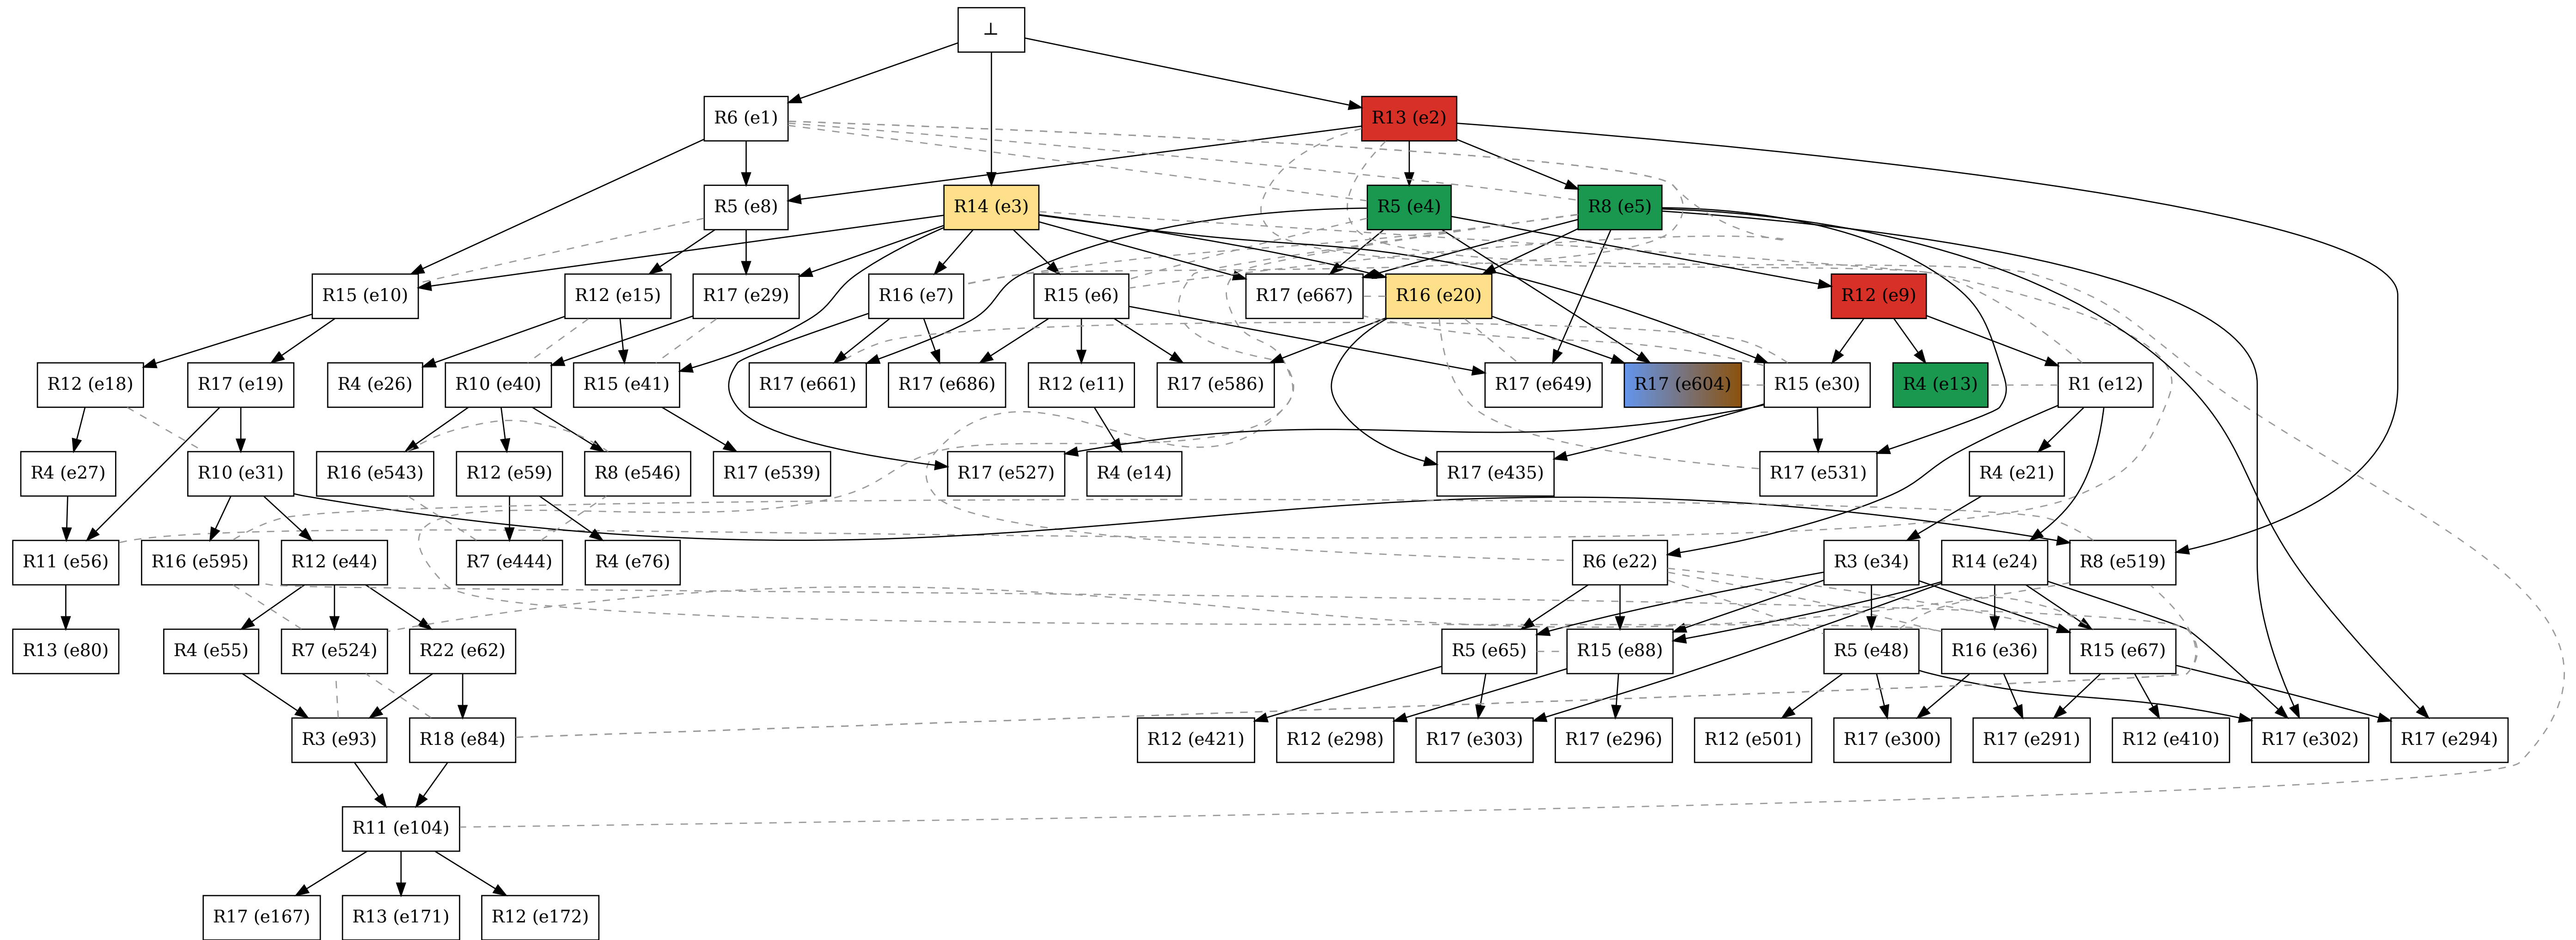 ⊥
R6 (e1)
R13 (e2)
R5 (e8)
R14 (e3)
R5 (e4)
R8 (e5)
R15 (e10)
R12 (e15)
R17 (e29)
R16 (e7)
R15 (e6)
R17 (e667)
R16 (e20)
R12 (e9)
R12 (e18)
R17 (e19)
R4 (e26)
R10 (e40)
R15 (e41)
R17 (e661)
R17 (e686)
R12 (e11)
R17 (e586)
R17 (e649)
R17 (e604)
R15 (e30)
R4 (e13)
R1 (e12)
R4 (e27)
R10 (e31)
R16 (e543)
R12 (e59)
R8 (e546)
R17 (e539)
R17 (e527)
R4 (e14)
R17 (e435)
R17 (e531)
R4 (e21)
R11 (e56)
R16 (e595)
R12 (e44)
R7 (e444)
R4 (e76)
R6 (e22)
R3 (e34)
R14 (e24)
R8 (e519)
R13 (e80)
R4 (e55)
R7 (e524)
R22 (e62)
R5 (e65)
R15 (e88)
R5 (e48)
R16 (e36)
R15 (e67)
R3 (e93)
R18 (e84)
R12 (e421)
R12 (e298)
R17 (e303)
R17 (e296)
R12 (e501)
R17 (e300)
R17 (e291)
R12 (e410)
R17 (e302)
R17 (e294)
R11 (e104)
R17 (e167)
R13 (e171)
R12 (e172)